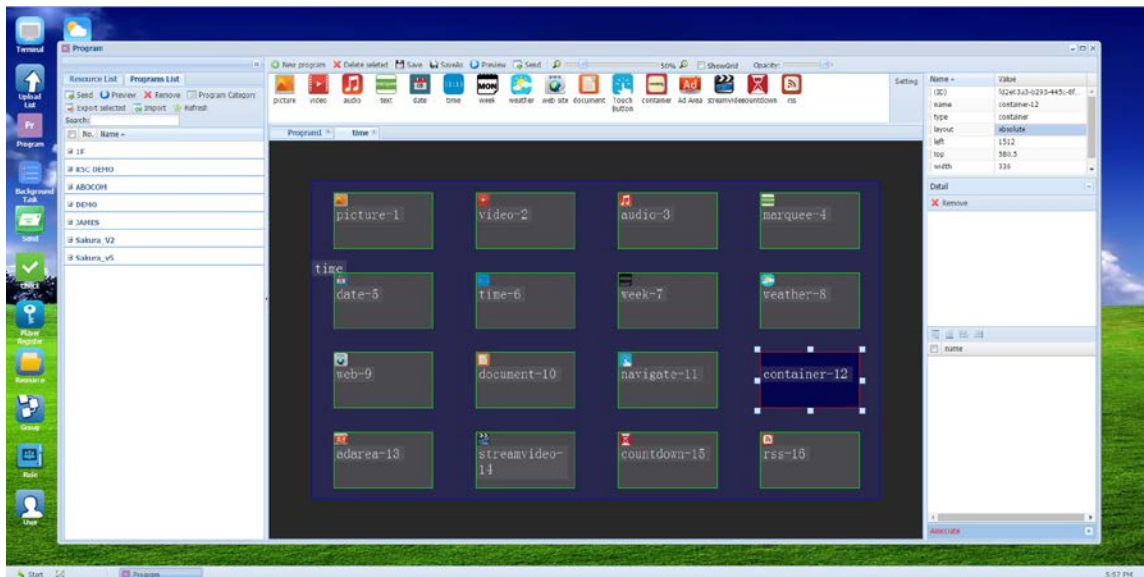 Terminal
Upload List
Program
Background Task
Send
check
Player Register
Resource
Group
Role
User
Pr
Program
Resource List Programs List
Send Preview Remove Program Category
Export selected Import Refresh
Search:
No. Name
1F
KSC DEMO
ABOCOM
DEMO
JAMES
Sakura_V2
Sakura_v5
New program Delete seleted Save SaveAs Preview Send 50% ShowGrid Opacity:
11:11 MON Ad
picture video audio text date time week weather web site document Touch Button container Ad Area streamvideo countdown rss
Setting
Program1 time
picture-1 video-2 audio-3 marquee-4
time
date-5 time-6 week-7 weather-8
web-9 document-10 navigate-11 container-12
adarea-13 streamvideo-14 countdown-15 rss-16
Name Value
name container-12
type container
layout absolute
left 1512
top 580.5
width 336
Detail
Remove
name
Associate
Start Program 5:57 PM